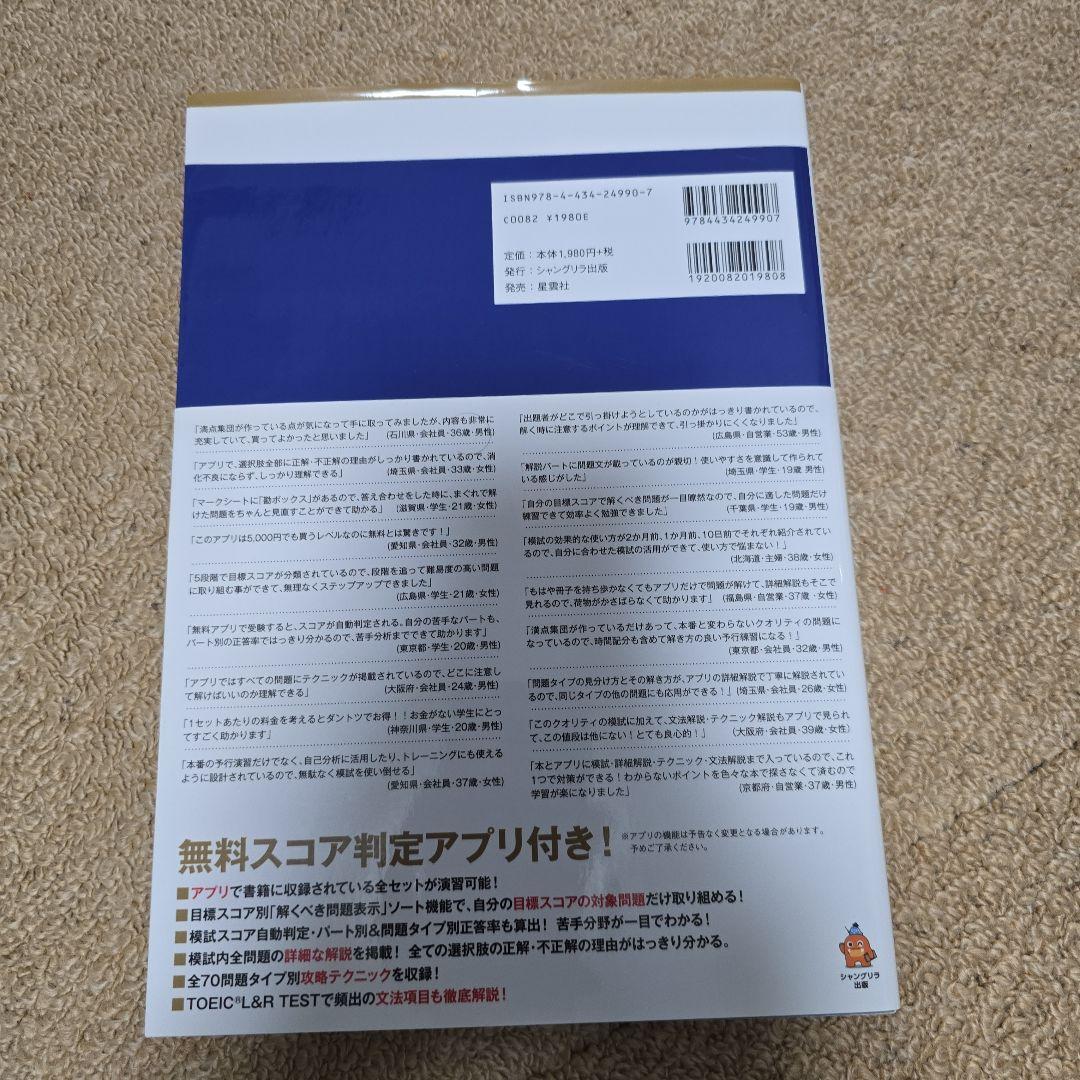 ISBN978-4-434-24990-7
C0082 ¥1980E
定価：本体1,980円+税
発行：シャングリラ出版
発売：星雲社
9784434249907
1920082019808
「満点集団が作っている点が気になって手に取ってみましたが、内容も非常に
充実していて、買ってよかったと思いました」 (石川県・会社員・36歳・男性)
「アプリで、選択肢全部に正解・不正解の理由がしっかり書かれているので、消
化不良にならず、しっかり理解できる」 (埼玉県・会社員・33歳・女性)
「マークシートに「勘ボックス」があるので、答え合わせをした時に、まぐれで解
けた問題をちゃんと見直すことができて助かる」 (滋賀県・学生・21歳・女性)
「このアプリは5,000円でも買うレベルなのに無料とは驚きです！」
(愛知県・会社員・32歳・男性)
「5段階で目標スコアが分類されているので、段階を追って難易度の高い問題
に取り組む事ができて、無理なくステップアップできました」
(広島県・学生・21歳・女性)
「無料アプリで受験すると、スコアが自動判定される。自分の苦手なパートも、
パート別の正答率ではっきり分かるので、苦手分析までできて助かります」
(東京都・学生・20歳・男性)
「アプリではすべての問題にテクニックが掲載されているので、どこに注意し
て解けばいいのか理解できる」 (大阪府・会社員・24歳・男性)
「1セットあたりの料金を考えるとダントツでお得！！お金がない学生にとっ
てすごく助かります」 (神奈川県・学生・20歳・男性)
「本番の予行演習だけでなく、自己分析に活用したり、トレーニングにも使える
ように設計されているので、無駄なく模試を使い倒せる」
(愛知県・会社員・37歳・女性)
「出題者がどこで引っ掛けようとしているのかがはっきり書かれているので、
解く時に注意するポイントが理解できて、引っ掛かりにくくなりました」
(広島県・自営業・53歳・男性)
「解説パートに問題文が載っているのが親切！使いやすさを意識して作られて
いる感じがした」 (埼玉県・学生・19歳 男性)
「自分の目標スコアで解くべき問題が一目瞭然なので、自分に適した問題だけ
練習できて効率よく勉強できました」 (千葉県・学生・19歳・男性)
「模試の効果的な使い方が2か月前、1か月前、10日前でそれぞれ紹介されてい
るので、自分に合わせた模試の活用ができて、使い方で悩まない！」
(北海道・主婦・38歳・女性)
「もはや冊子を持ち歩かなくてもアプリだけで問題が解けて、詳細解説もそこで
見れるので、荷物がかさばらなくて助かります」 (福島県・自営業・37歳・女性)
「満点集団が作っているだけあって、本番と変わらないクオリティの問題に
なっているので、時間配分も含めて解き方の良い予行練習になる！」
(東京都・会社員・32歳・男性)
「問題タイプの見分け方とその解き方が、アプリの詳細解説で丁寧に解説されてい
るので、同じタイプの他の問題にも応用ができる！」 (埼玉県・会社員・26歳・女性)
「このクオリティの模試に加えて、文法解説・テクニック解説もアプリで見られ
て、この値段は他にない！とても良心的！」 (大阪府・会社員・39歳・女性)
「本とアプリに模試・詳細解説・テクニック・文法解説まで入っているので、これ
1つで対策ができる！わからないポイントを色々な本で探さなくて済むので
学習が楽になりました」 (京都府・自営業・37歳・男性)
無料スコア判定アプリ付き！
※アプリの機能は予告なく変更となる場合があります。
予めご了承ください。
■アプリで書籍に収録されている全セットが演習可能！
■目標スコア別「解くべき問題表示」ソート機能で、自分の目標スコアの対象問題だけ取り組める！
■模試スコア自動判定・パート別&問題タイプ別正答率も算出！ 苦手分野が一目でわかる！
■模試内全問題の詳細な解説を掲載！ 全ての選択肢の正解・不正解の理由がはっきり分かる。
■全70問題タイプ別攻略テクニックを収録！
■TOEIC®L&R TESTで頻出の文法項目も徹底解説！
シャングリラ
出版